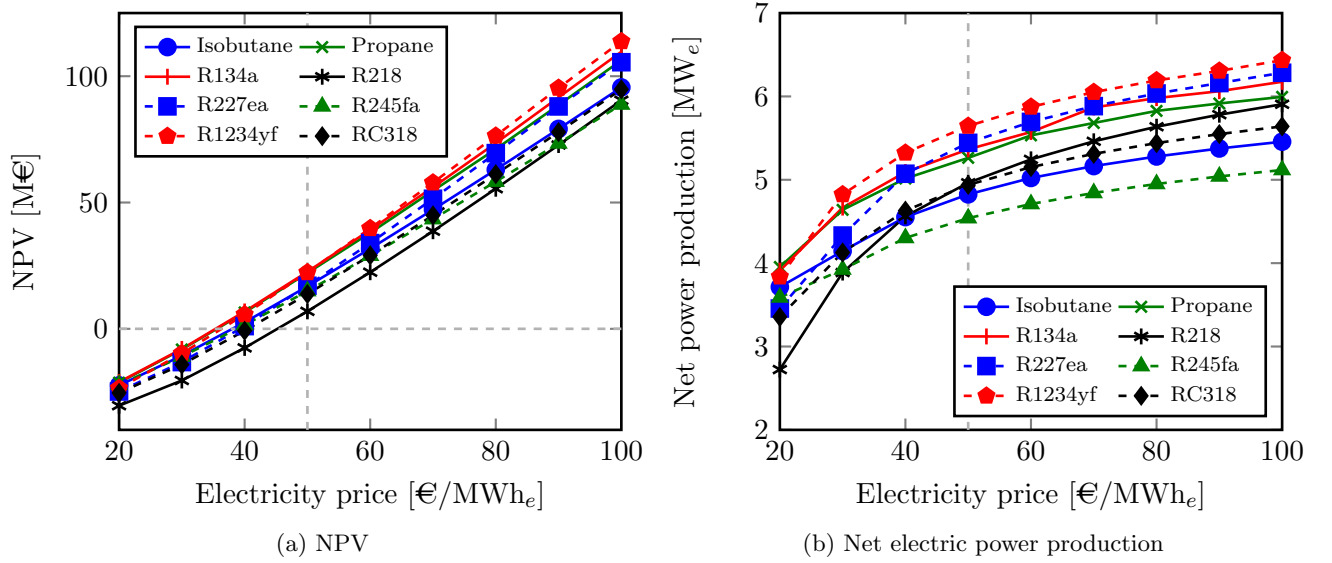 NPV [M€]
100
50
0
Isobutane
Propane
R134a
R218
R227ea
R245fa
R1234yf
RC318
20 40 60 80 100
Electricity price [€/MWhe]
(a) NPV
Net power production [MWe]
7
6
5
4
3
2
Isobutane
Propane
R134a
R218
R227ea
R245fa
R1234yf
RC318
20 40 60 80 100
Electricity price [€/MWhe]
(b) Net electric power production